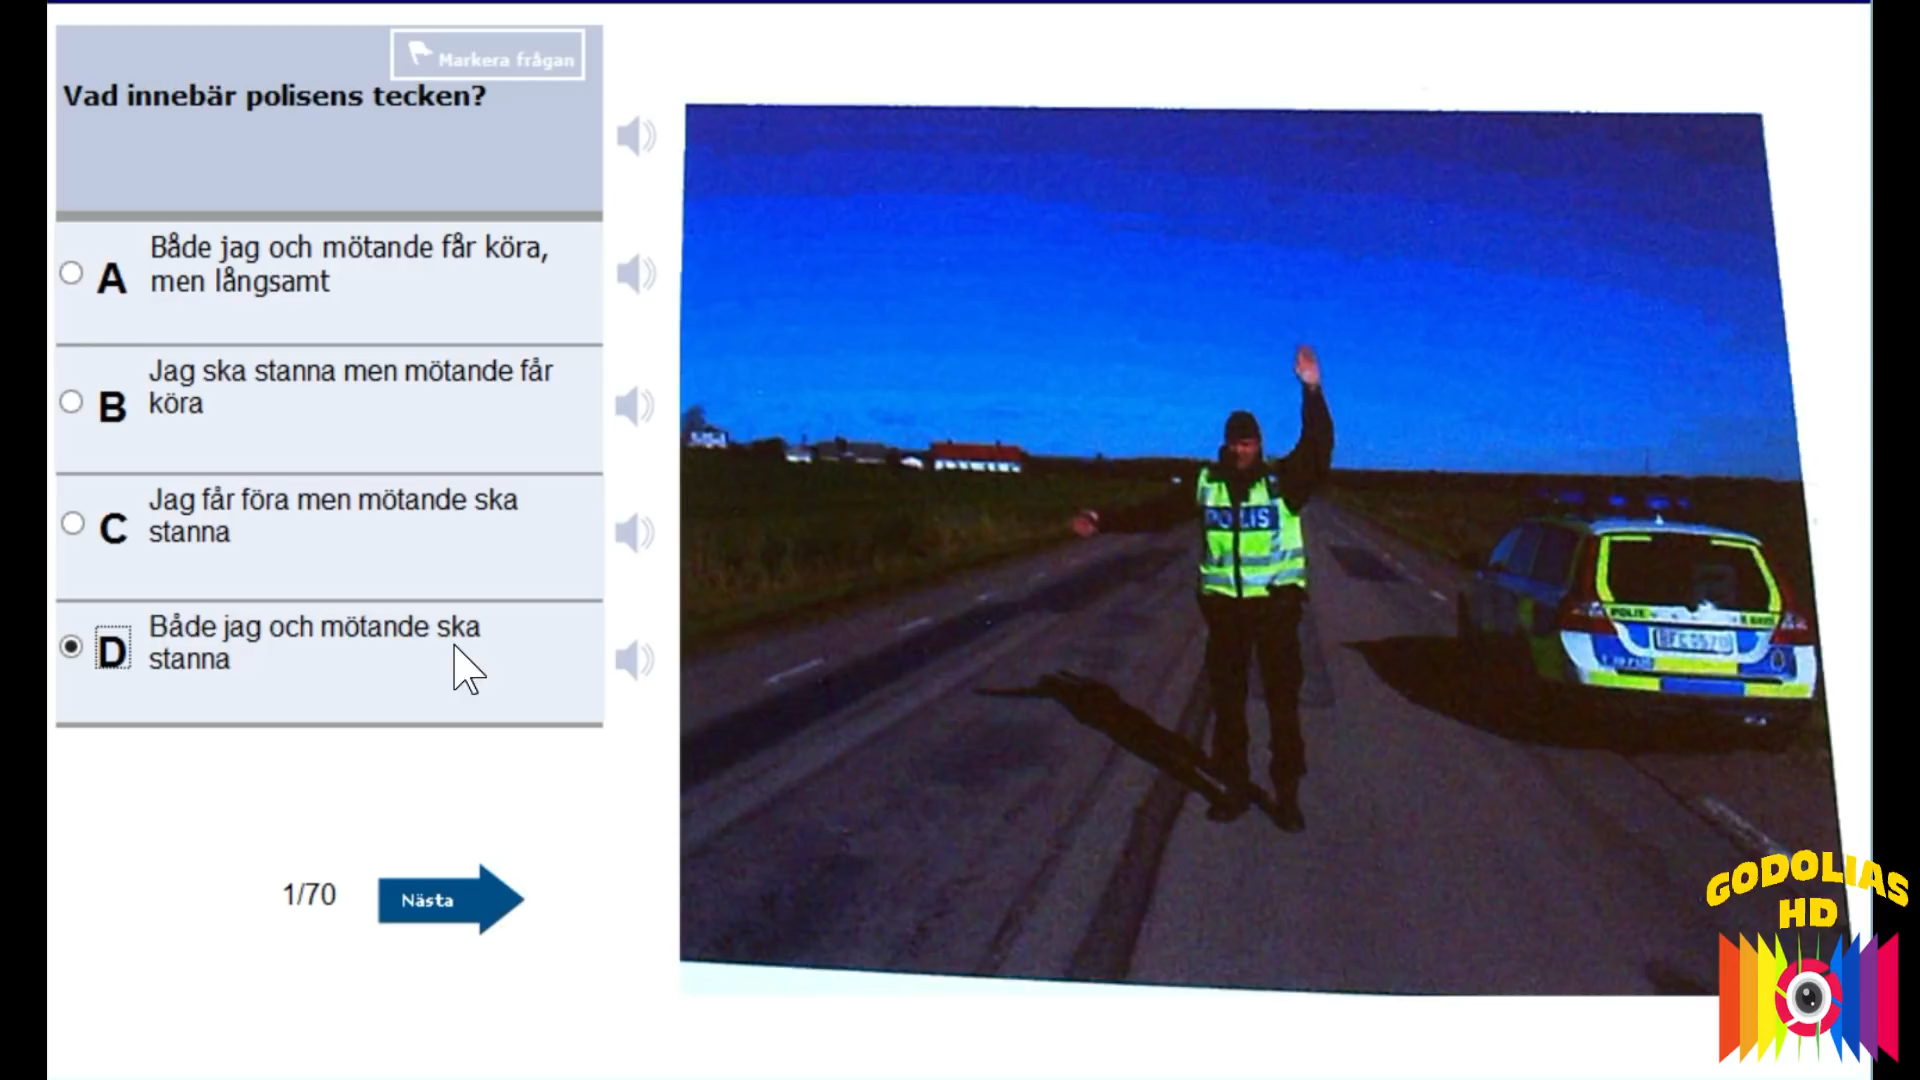 Markera frågan
Vad innebär polisens tecken?
A
Både jag och mötande får köra,
men långsamt
B
Jag ska stanna men mötande får
köra
C
Jag får föra men mötande ska
stanna
D
Både jag och mötande ska
stanna
1/70
Nästa
POLIS
POLIS
GODOLIAS
HD